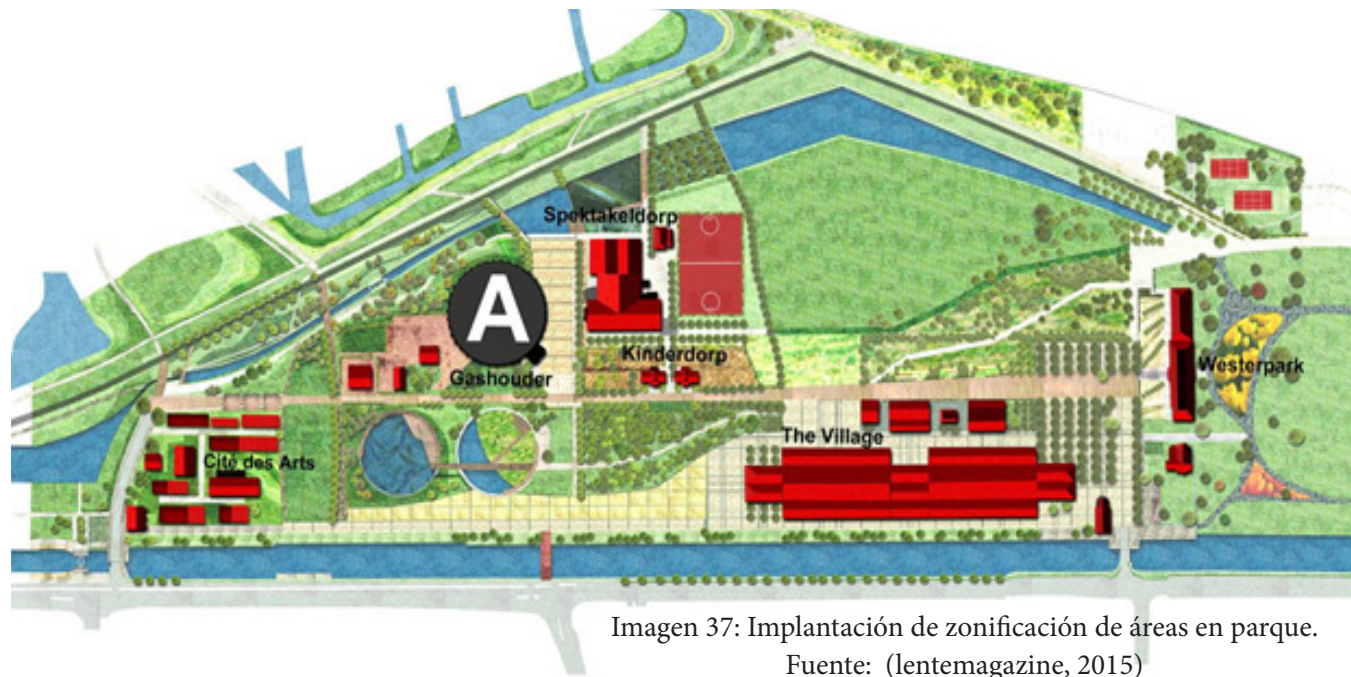 Spektakeldorp
A
Kinderdorp
Gashouder
Westerpark
The Village
Cité des Arts
Imagen 37: Implantación de zonificación de áreas en parque.
Fuente: (lentemagazine, 2015)